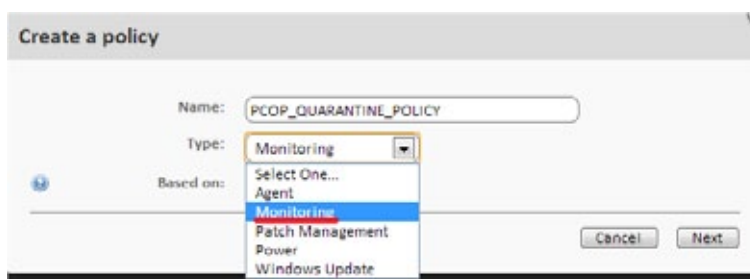 Create a policy
Name: PCOP_QUARANTINE_POLICY
Type: Monitoring
Based on: Select One...
Agent
Monitoring
Patch Management
Power
Windows Update
Cancel Next